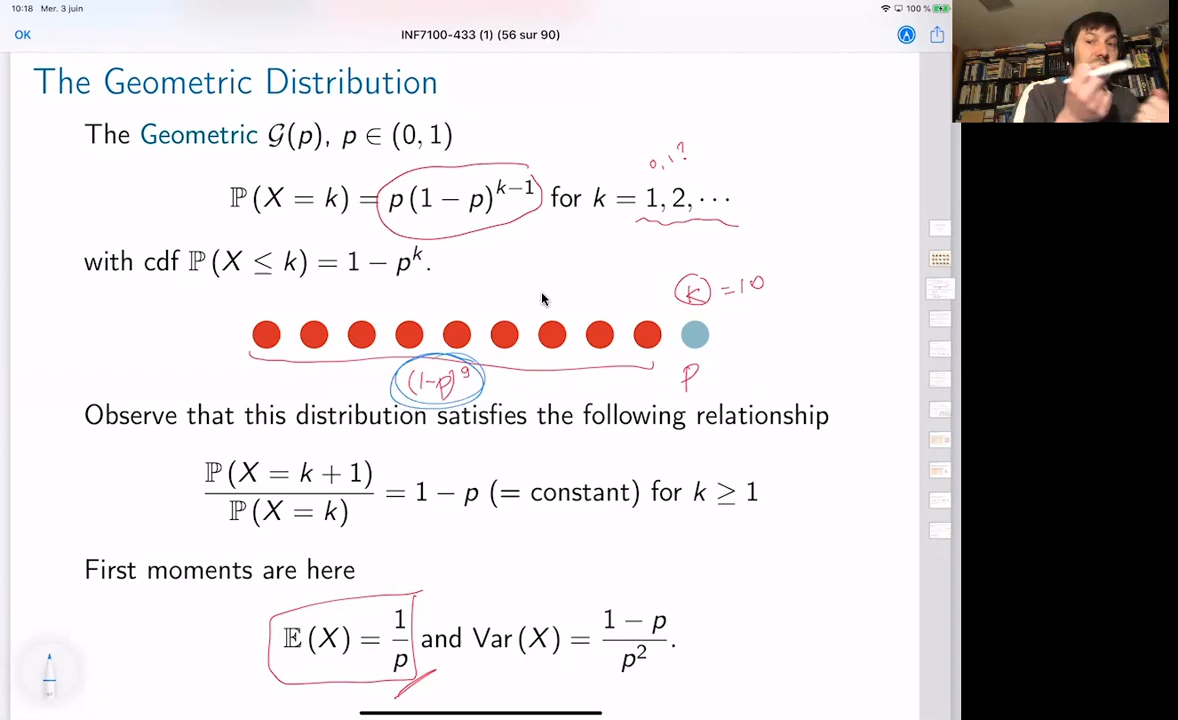 10:18 Mer. 3 juin
100 %
OK
INF7100-433 (1) (56 sur 90)
The Geometric Distribution
The Geometric 𝒢(p), p ∈ (0, 1)
0, 1?
ℙ(X = k) = p(1 − p)^{k−1} for k = 1, 2, ⋯
with cdf ℙ(X ≤ k) = 1 − p^k.
k = 10
(1-p)^9
p
Observe that this distribution satisfies the following relationship
ℙ(X = k + 1) / ℙ(X = k) = 1 − p (= constant) for k ≥ 1
First moments are here
𝔼(X) = 1/p and Var(X) = (1 − p)/p².